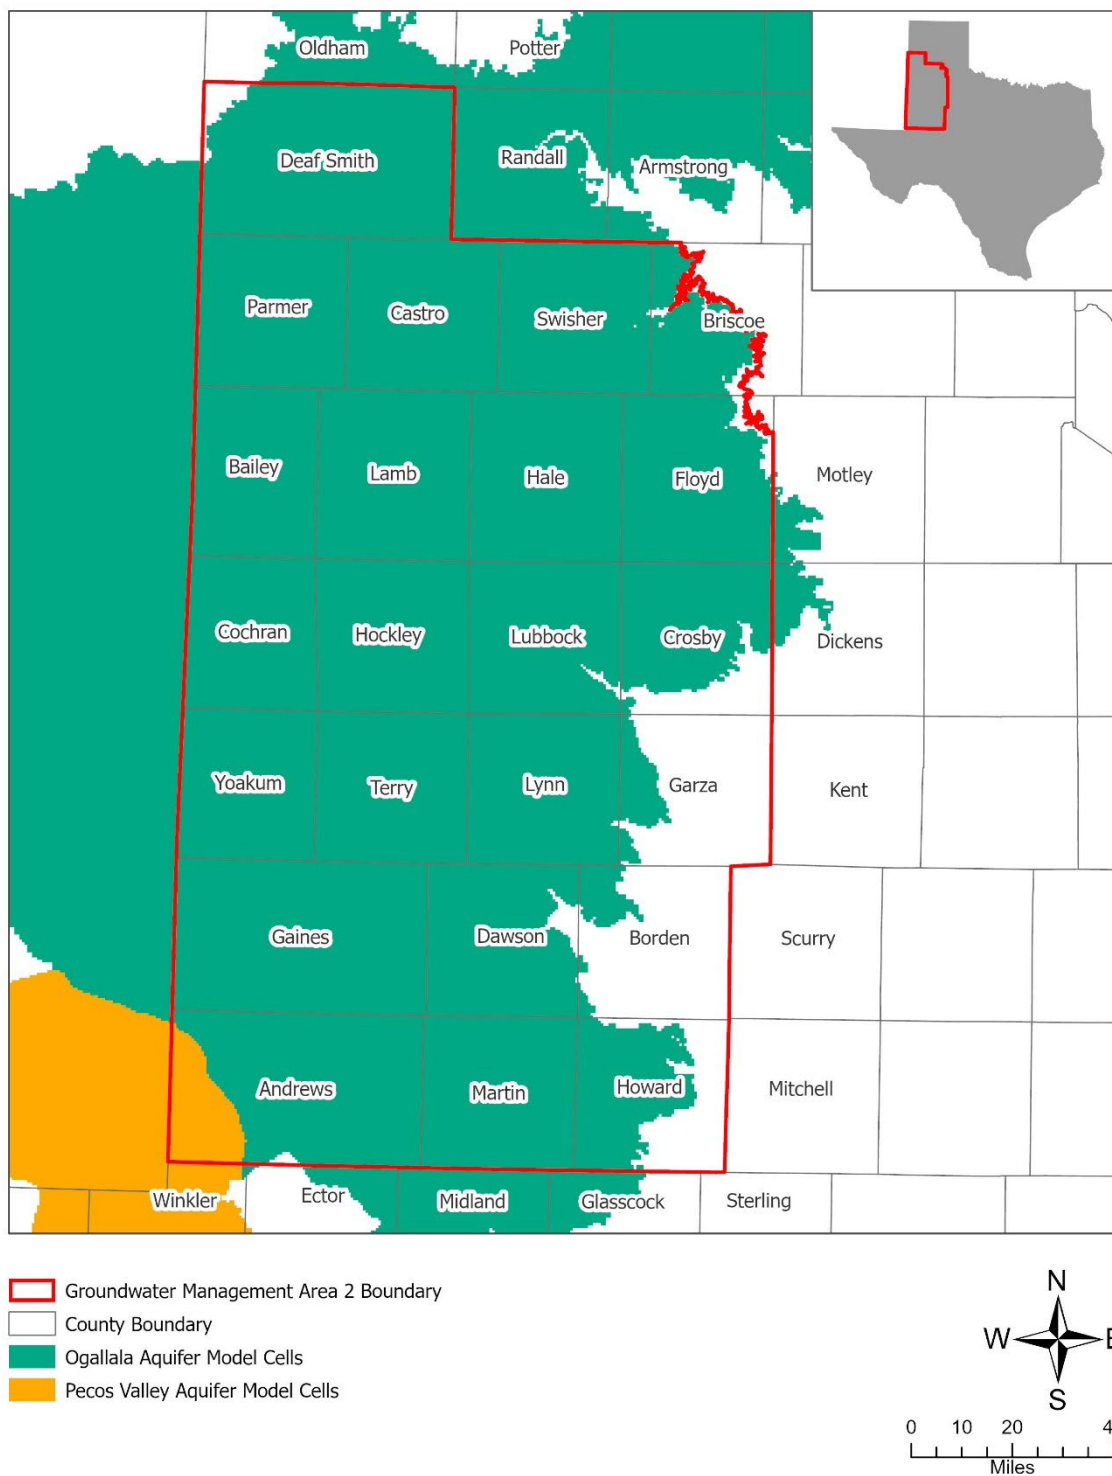 Oldham
Potter
Deaf Smith
Randall
Armstrong
Parmer
Castro
Swisher
Briscoe
Bailey
Lamb
Hale
Floyd
Motley
Cochran
Hockley
Lubbock
Crosby
Dickens
Yoakum
Terry
Lynn
Garza
Kent
Gaines
Dawson
Borden
Scurry
Andrews
Martin
Howard
Mitchell
Winkler
Ector
Midland
Glasscock
Sterling
Groundwater Management Area 2 Boundary
County Boundary
Ogallala Aquifer Model Cells
Pecos Valley Aquifer Model Cells
N
W
S
0 10 20
Miles